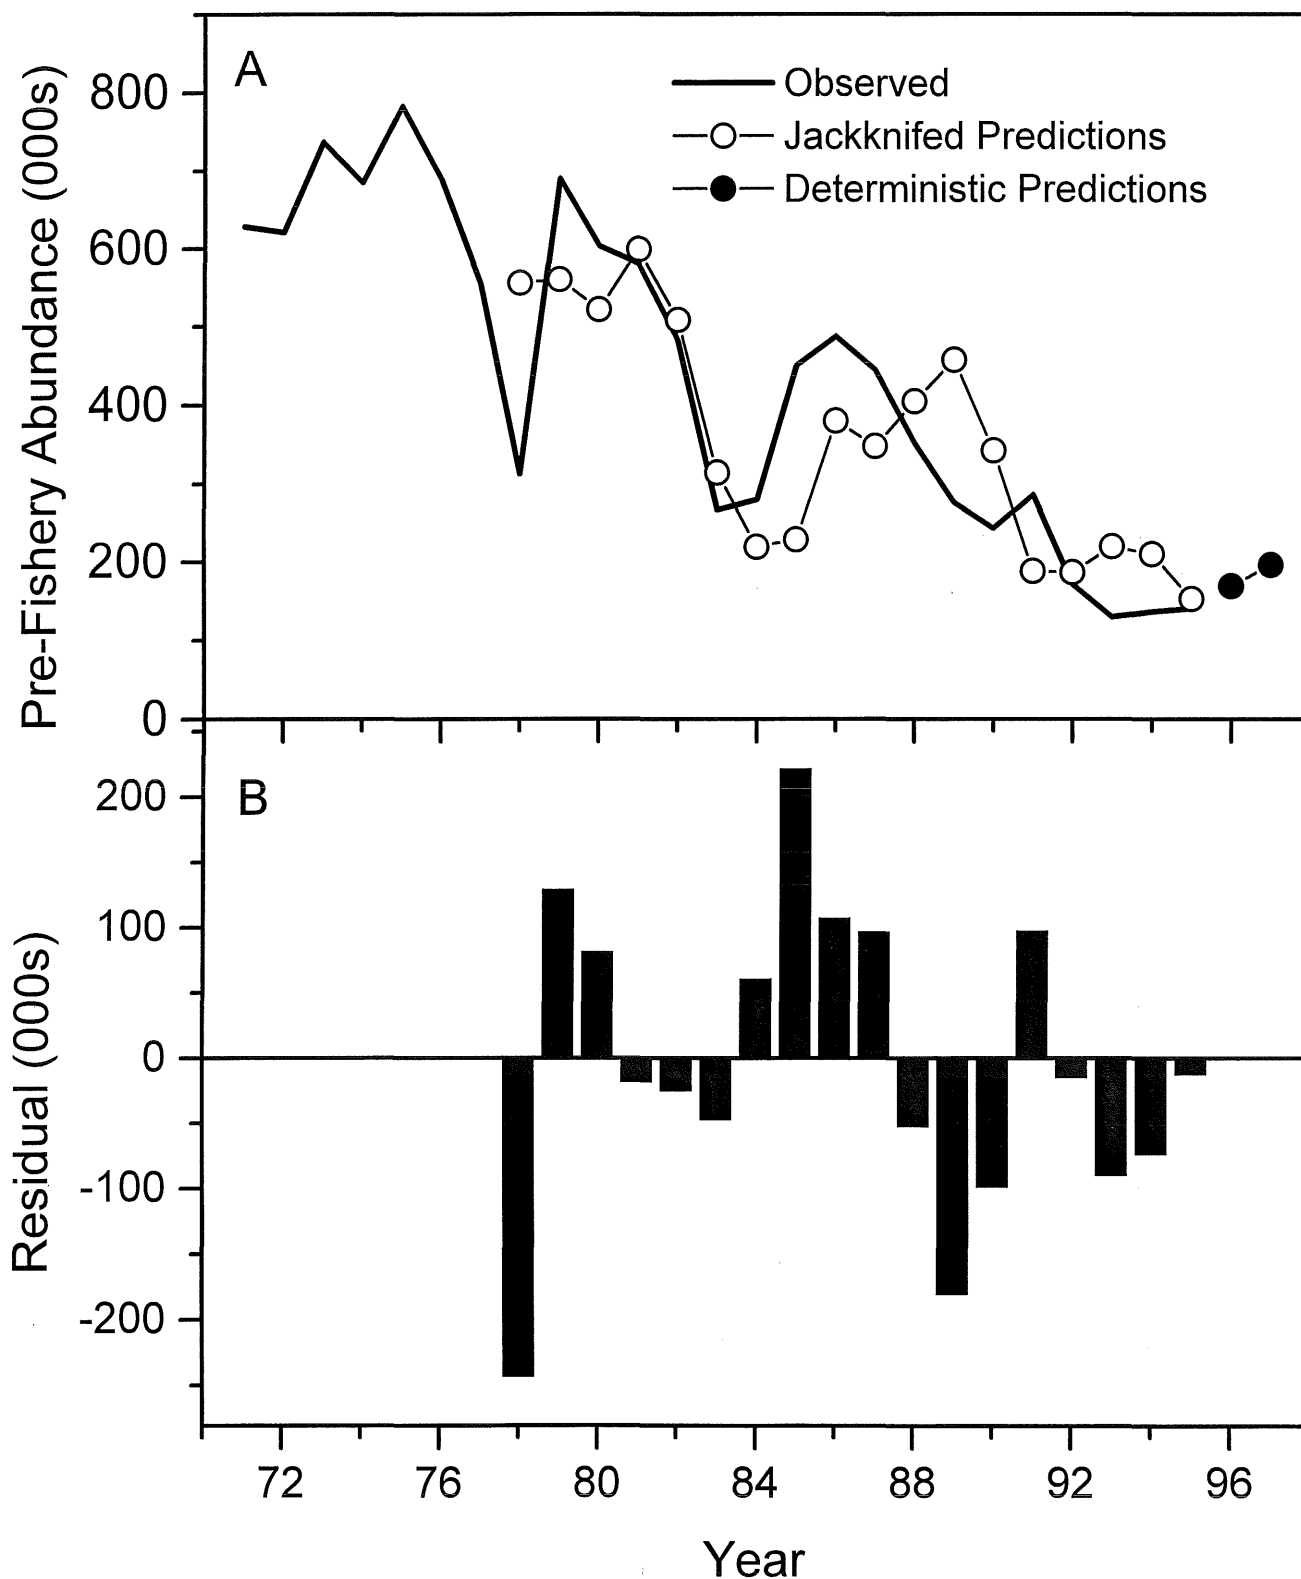 A
Observed
Jackknifed Predictions
Deterministic Predictions
Pre-Fishery Abundance (000s)
800
600
400
200
0
B
Residual (000s)
200
100
0
-100
-200
72 76 80 84 88 92 96
Year